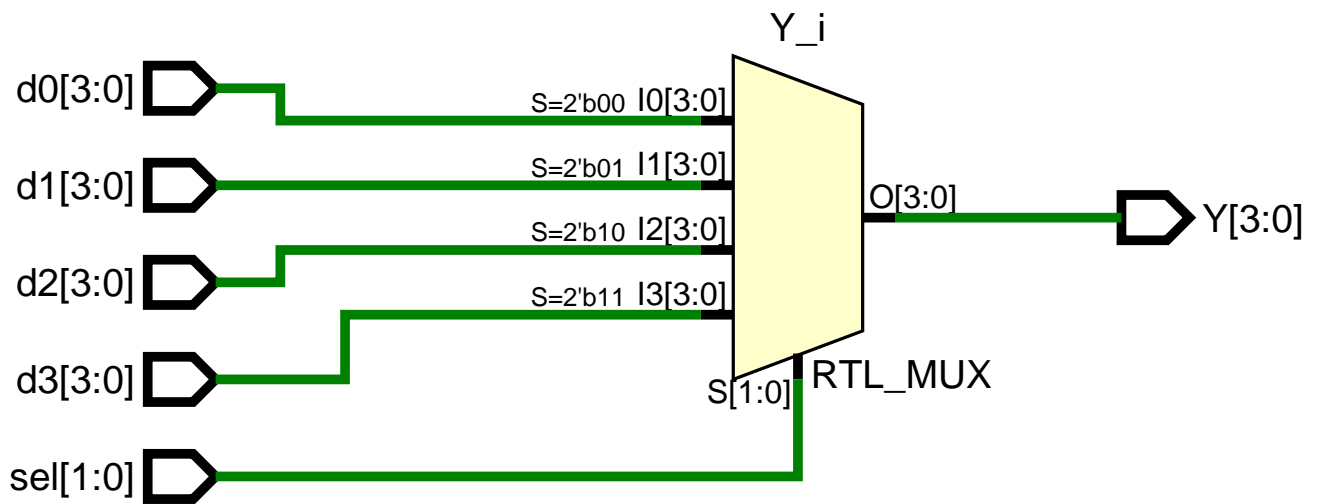 Y_i
d0[3:0]
S=2'b00 I0[3:0]
d1[3:0]
S=2'b01 I1[3:0]
O[3:0]
Y[3:0]
d2[3:0]
S=2'b10 I2[3:0]
S=2'b11 I3[3:0]
d3[3:0]
S[1:0]
RTL_MUX
sel[1:0]